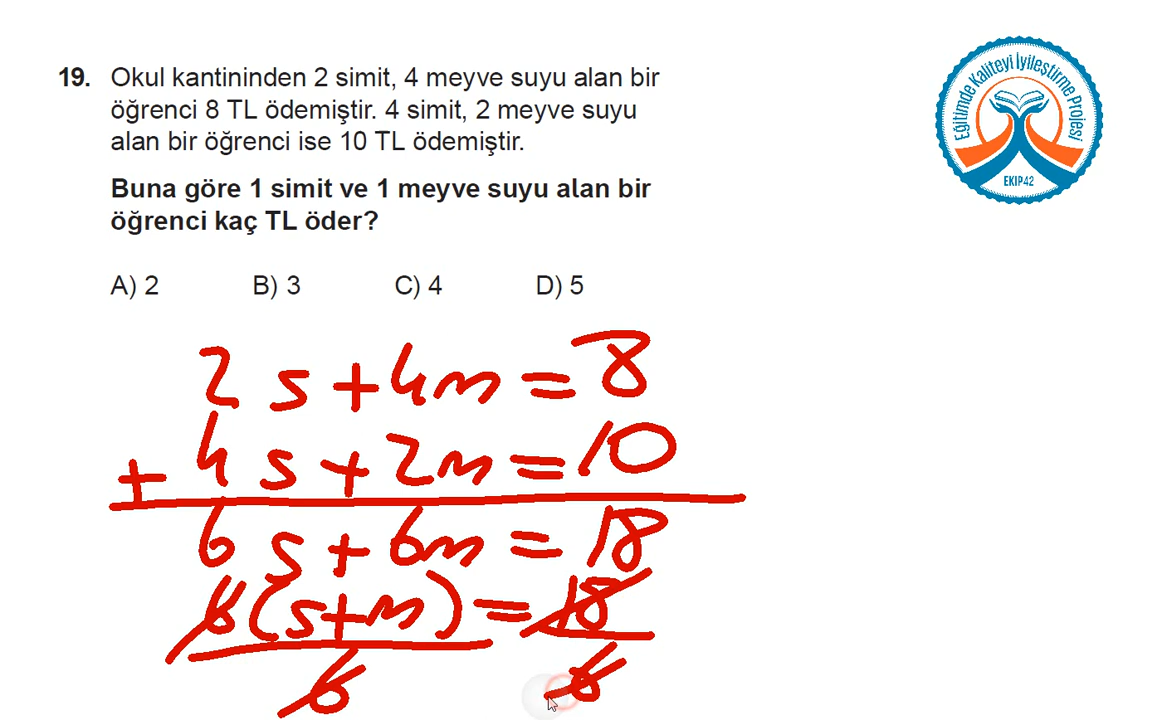 19. Okul kantininden 2 simit, 4 meyve suyu alan bir
öğrenci 8 TL ödemiştir. 4 simit, 2 meyve suyu
alan bir öğrenci ise 10 TL ödemiştir.
Buna göre 1 simit ve 1 meyve suyu alan bir
öğrenci kaç TL öder?
A) 2 B) 3 C) 4 D) 5
Eğitimde Kaliteyi İyileştirme Projesi
EKİP42
2s+4m=8
+ 4s+2m=10
6s+6m=18
6(s+m)=18
6 6